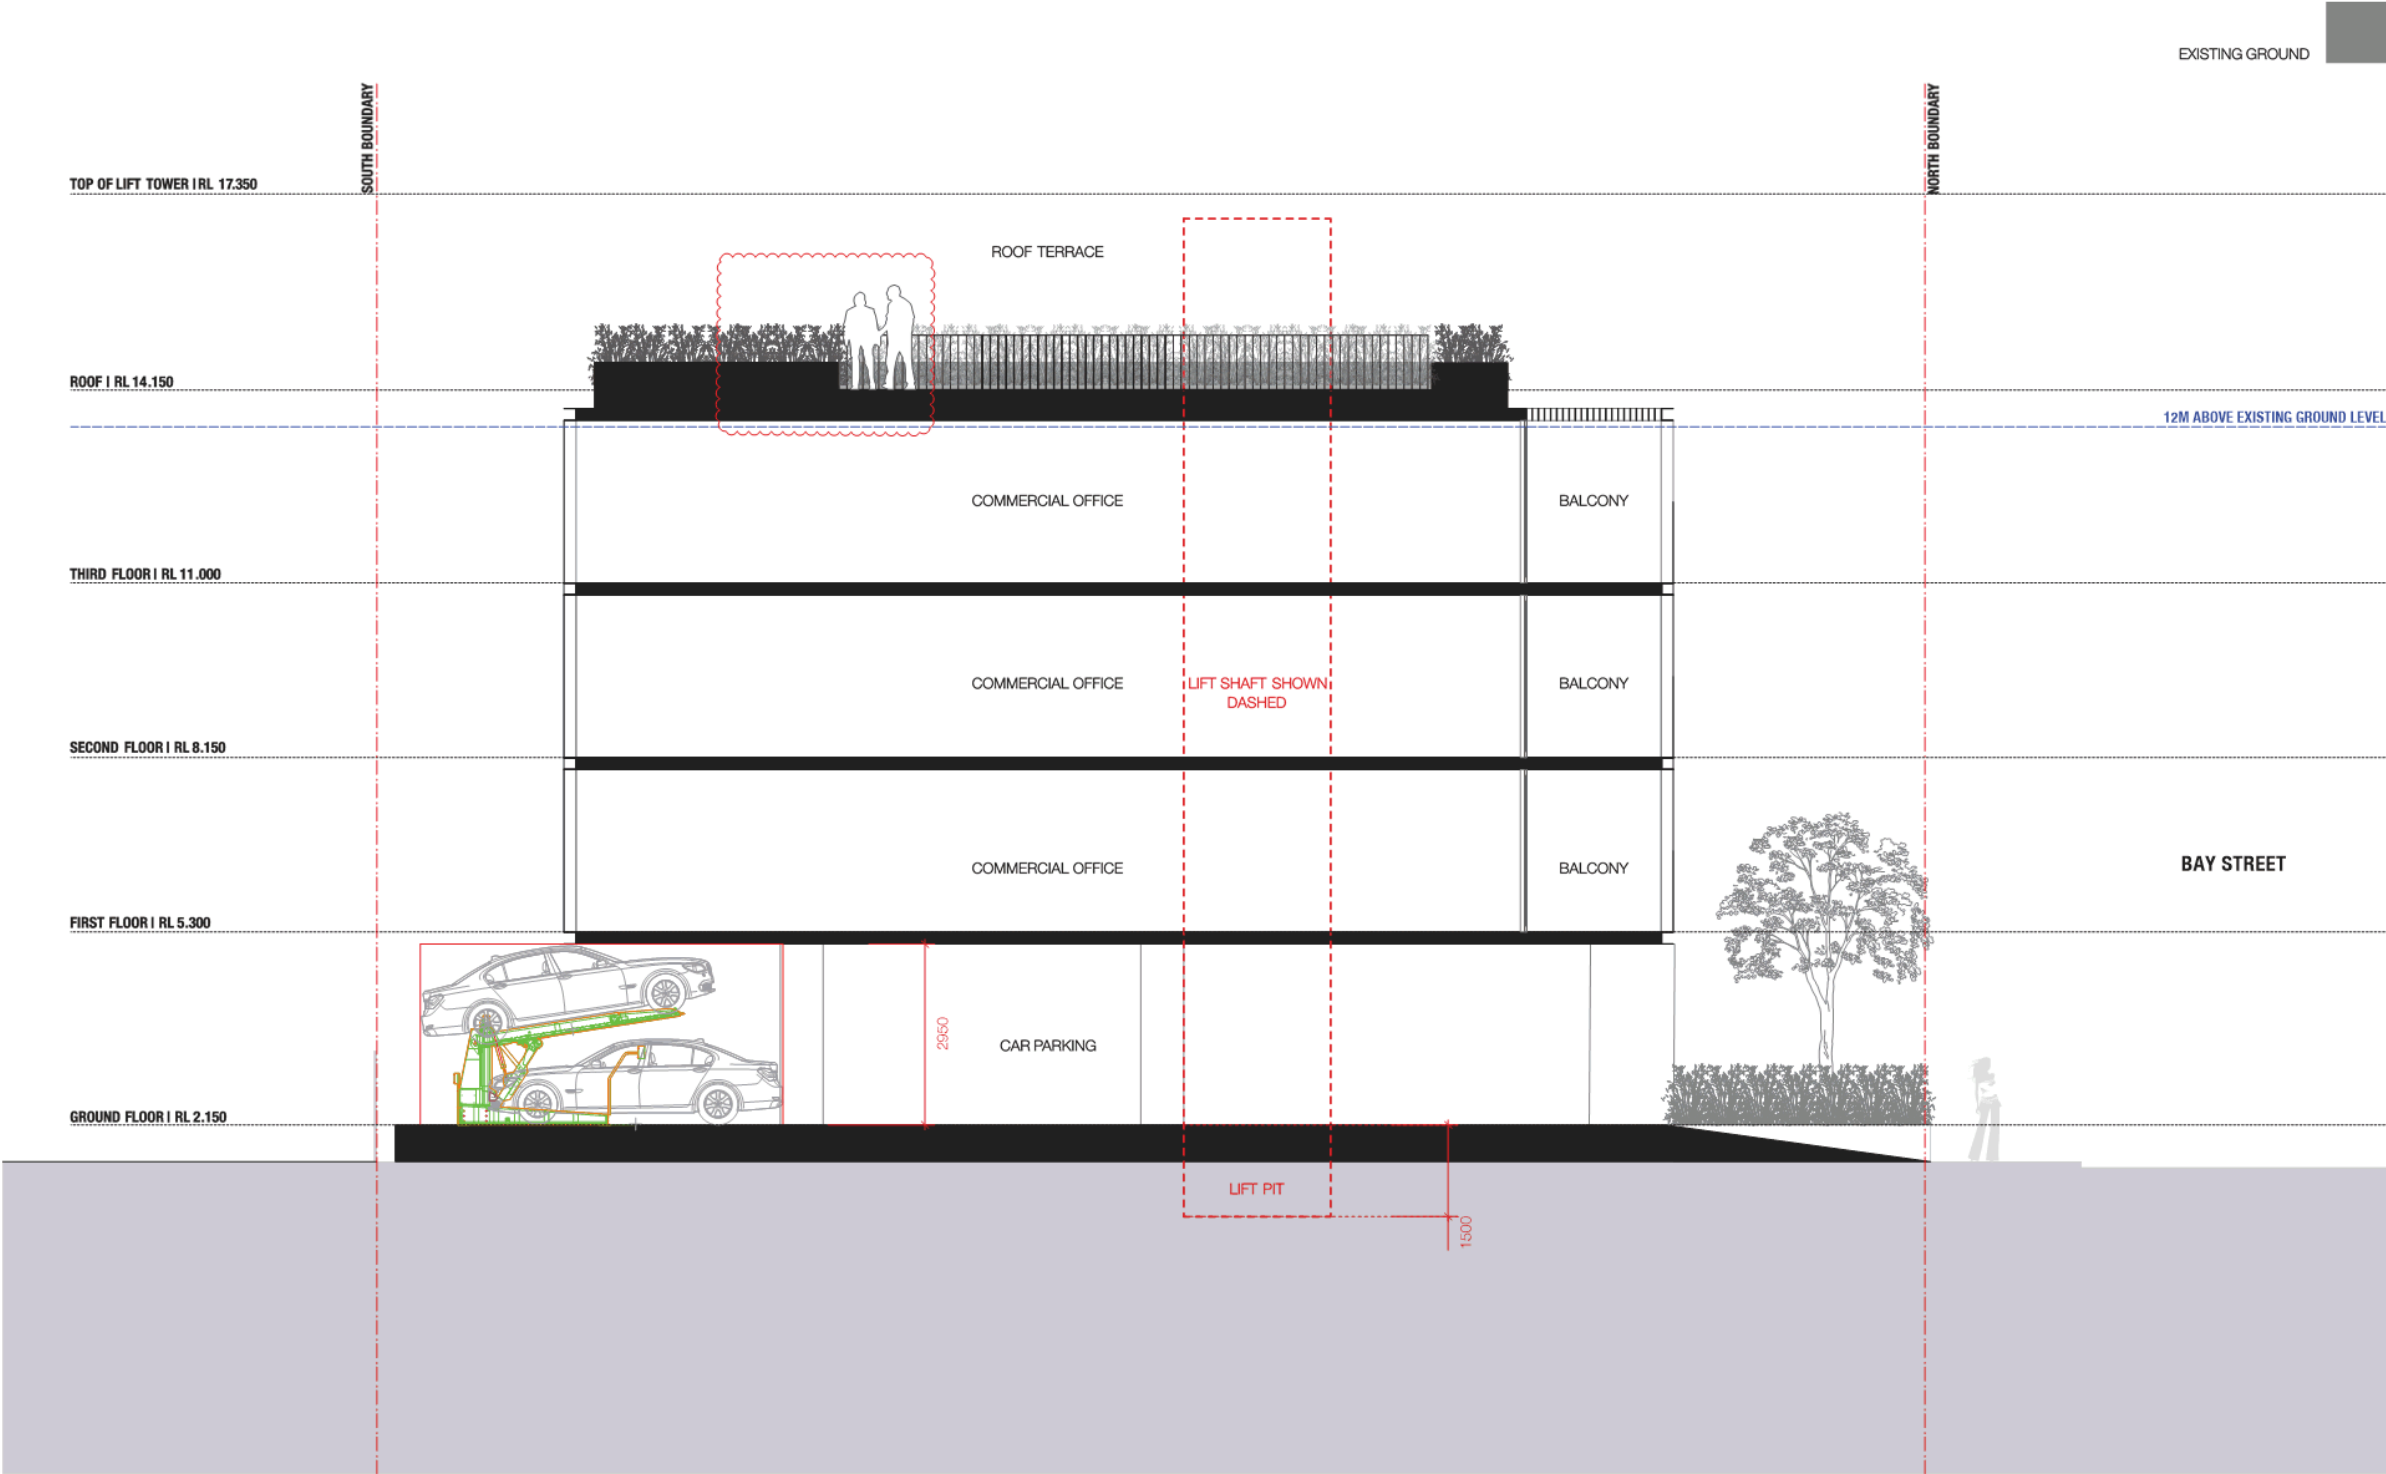 EXISTING GROUND
SOUTH BOUNDARY
NORTH BOUNDARY
TOP OF LIFT TOWER | RL 17.350
ROOF TERRACE
ROOF | RL 14.150
12M ABOVE EXISTING GROUND LEVEL
COMMERCIAL OFFICE
BALCONY
THIRD FLOOR | RL 11.000
COMMERCIAL OFFICE
LIFT SHAFT SHOWN
DASHED
BALCONY
SECOND FLOOR | RL 8.150
COMMERCIAL OFFICE
BALCONY
BAY STREET
FIRST FLOOR | RL 5.300
2950
CAR PARKING
GROUND FLOOR | RL 2.150
LIFT PIT
1500